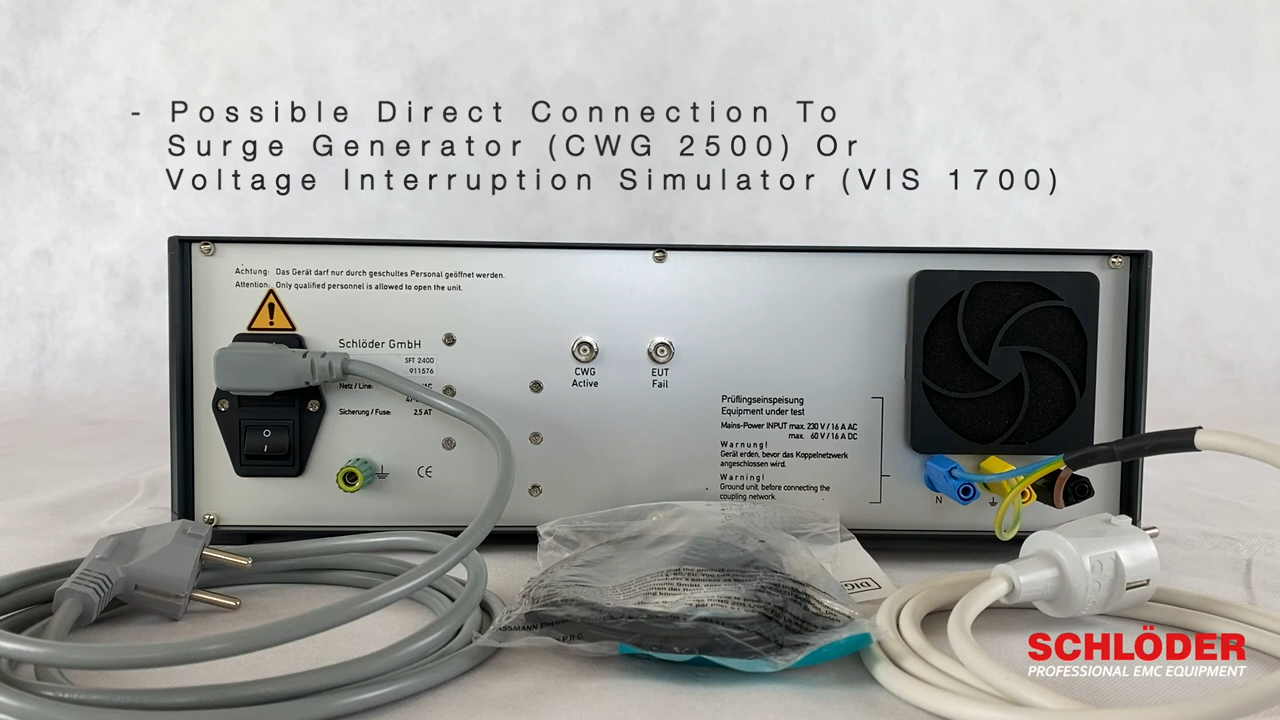 - Possible Direct Connection To
Surge Generator (CWG 2500) Or
Voltage Interruption Simulator (VIS 1700)
Achtung: Das Gerät darf nur durch geschultes Personal geöffnet werden.
Attention: Only qualified personnel is allowed to open the unit.
Schlöder GmbH
SFT 2400
911576
Netz / Line:
Sicherung / Fuse: 2,5 AT
O
I
CE
CWG
Active
EUT
Fail
Prüflingseinspeisung
Equipment under test
Mains-Power INPUT max. 230 V / 16 A AC
max. 60 V / 16 A DC
Warnung!
Gerät erden, bevor das Koppelnetzwerk
angeschlossen wird.
Warning!
Ground unit, before connecting the
coupling network.
N
SCHLÖDER
PROFESSIONAL EMC EQUIPMENT